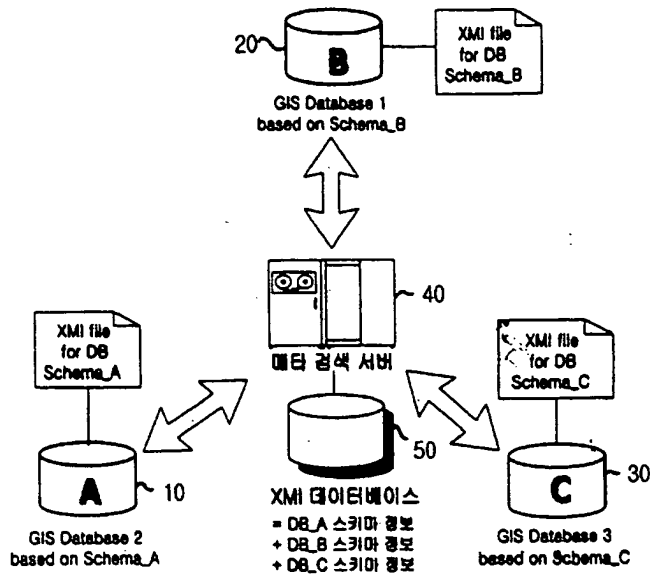 20
B
XMI file
for DB
Schema_B
GIS Database 1
based on Schema_B
40
메타 검색 서버
XMI file
for DB
Schema_A
XMI file
for DB
Schema_C
A
10
50
C
30
XMI 데이터베이스
= DB_A 스키마 정보
+ DB_B 스키마 정보
+ DB_C 스키마 정보
GIS Database 2
based on Schema_A
GIS Database 3
based on Schema_C